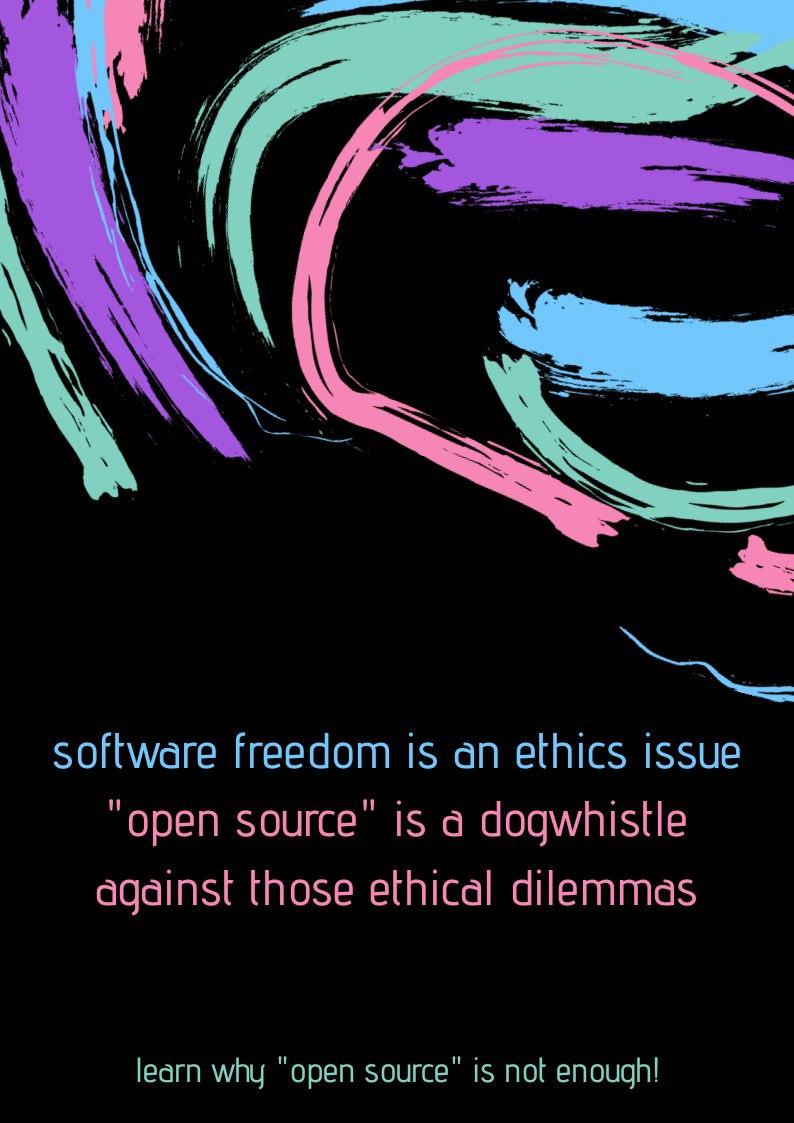 software freedom is an ethics issue
"open source" is a dogwhistle
against those ethical dilemmas
learn why "open source" is not enough!